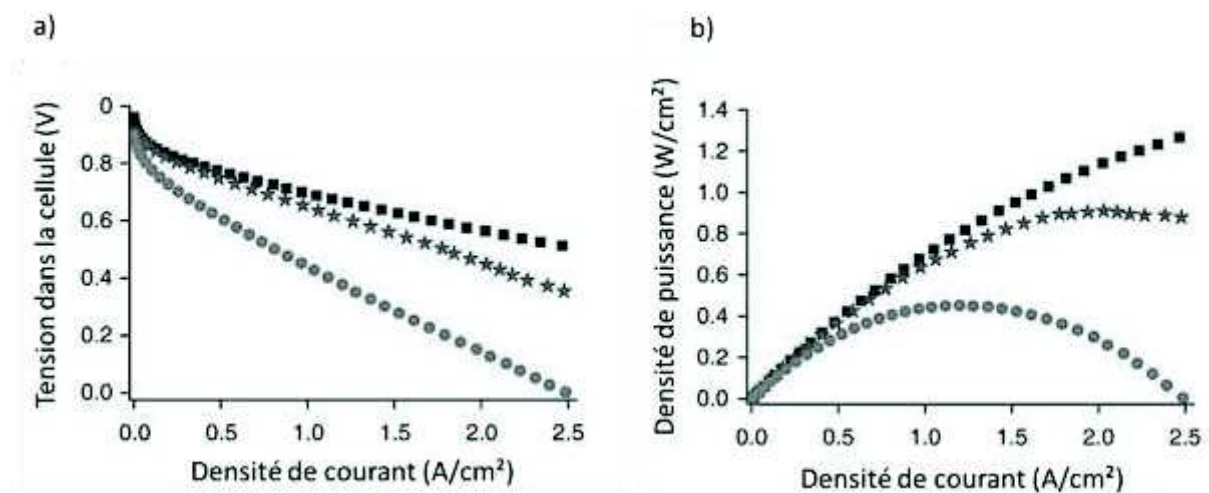 a)
b)
Tension dans la cellule (V)
0
0.8
0.6
0.4
0.2
0.0
0.0 0.5 1.0 1.5 2.0 2.5
Densité de courant (A/cm²)
Densité de puissance (W/cm²)
1.4
1.2
1.0
0.8
0.6
0.4
0.2
0.0
0.0 0.5 1.0 1.5 2.0 2.5
Densité de courant (A/cm²)